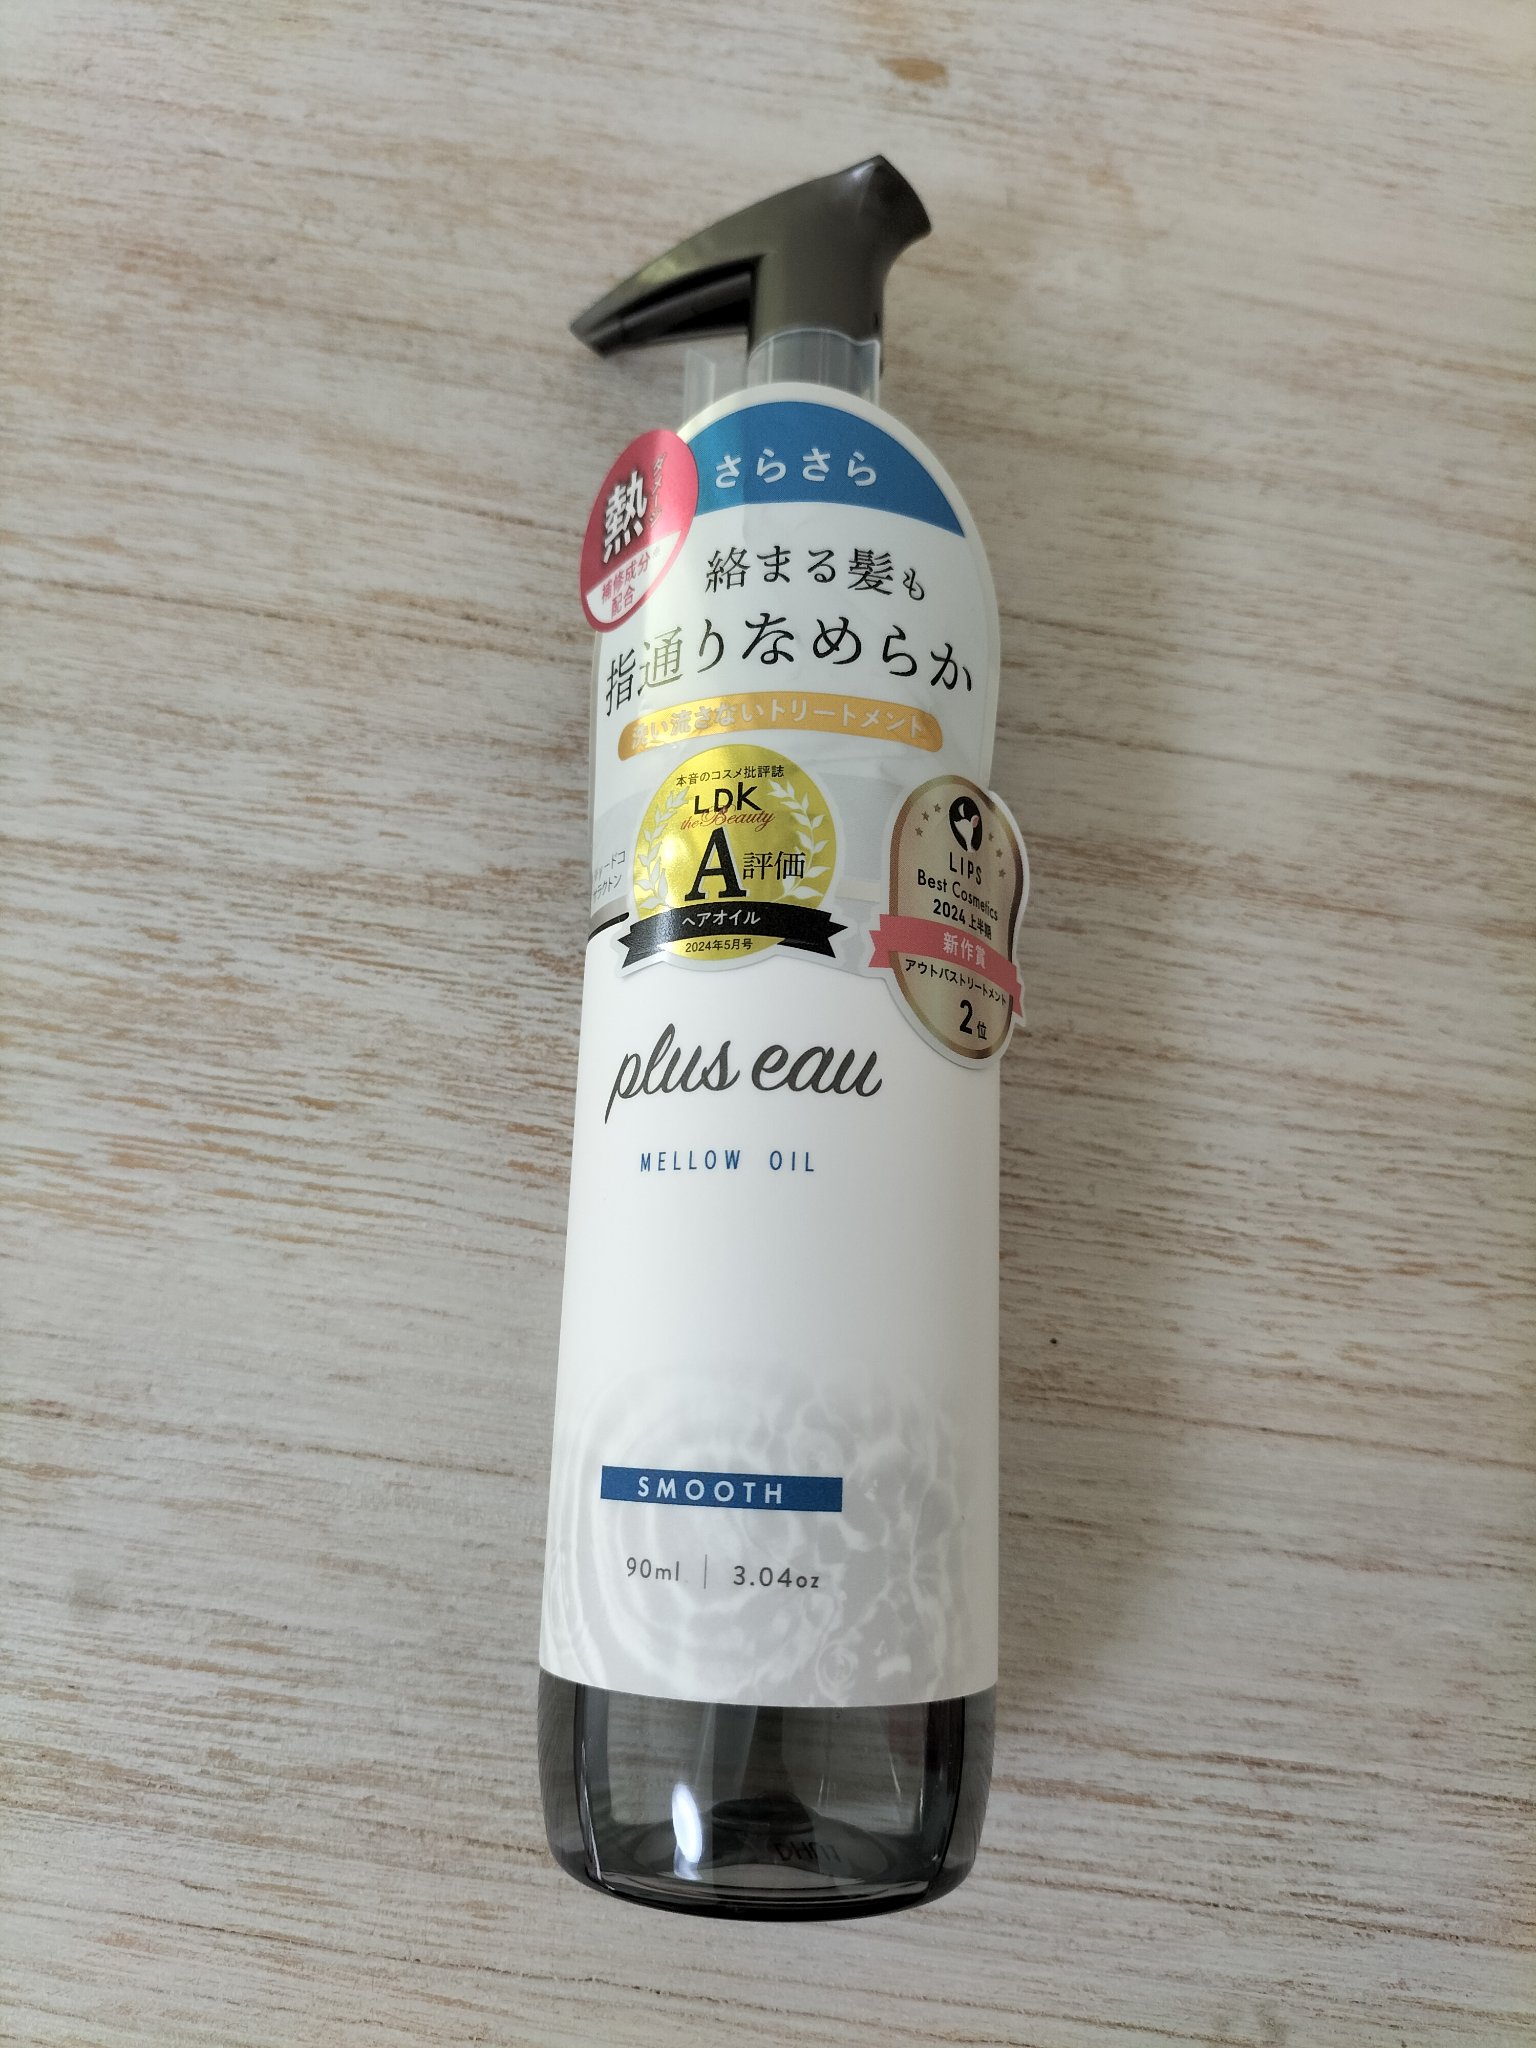 さらさら
熱
ダメージ
補修成分※
配合
絡まる髪も
指通りなめらか
洗い流さないトリートメント
本音のコスメ批評誌
LDK
the Beauty
A評価
ヘアオイル
2024年5月号
LIPS
Best Cosmetics
2024 上半期
新作賞
アウトバストリートメント
2位
plus eau
MELLOW OIL
SMOOTH
90ml | 3.04oz